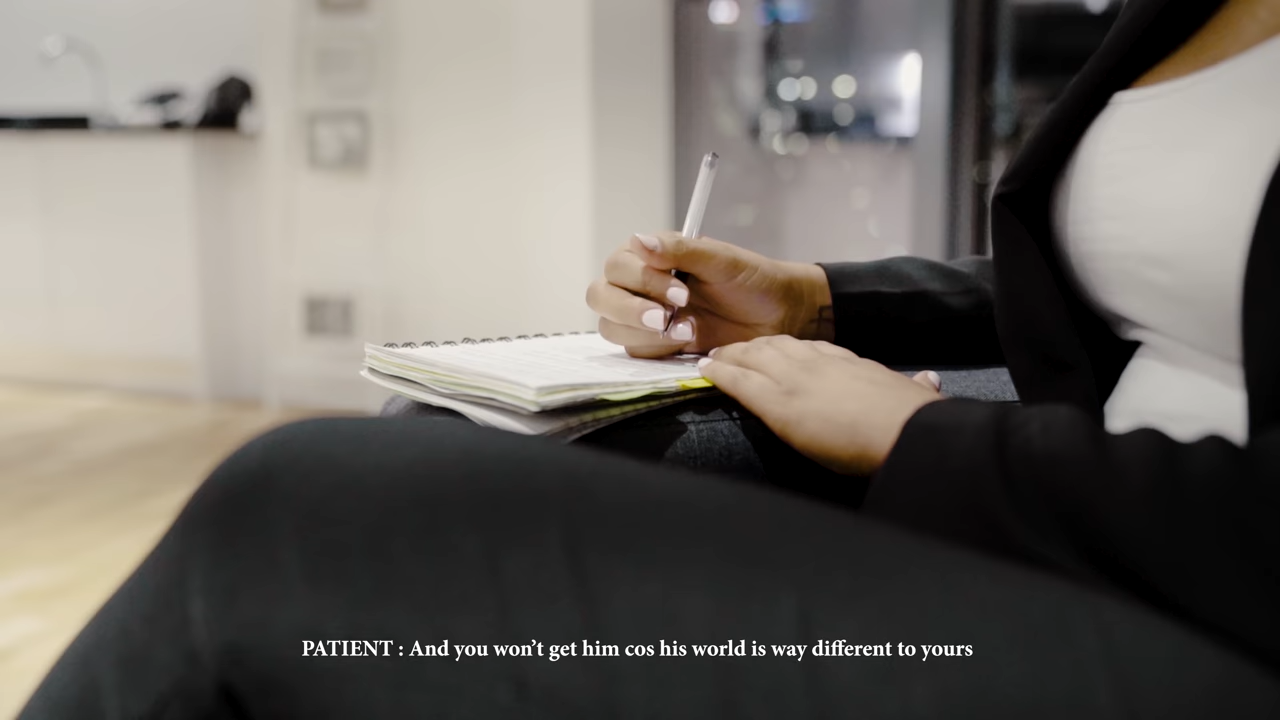 PATIENT : And you won’t get him cos his world is way different to yours